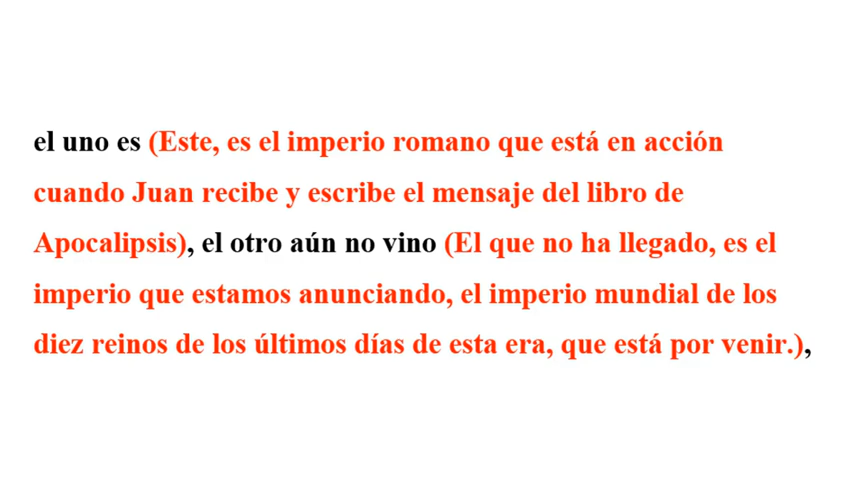 el uno es (Este, es el imperio romano que está en acción
cuando Juan recibe y escribe el mensaje del libro de
Apocalipsis), el otro aún no vino (El que no ha llegado, es el
imperio que estamos anunciando, el imperio mundial de los
diez reinos de los últimos días de esta era, que está por venir.),